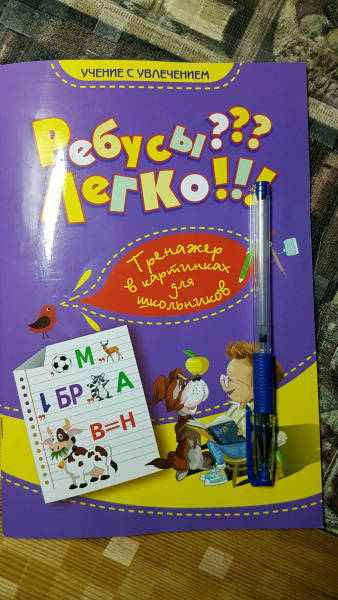 УЧЕНИЕ С УВЛЕЧЕНИЕМ
Ребусы???
Легко!!!
Тренажер
в картинках
для
школьников
,, М ,,
БР ,, А
В=Н